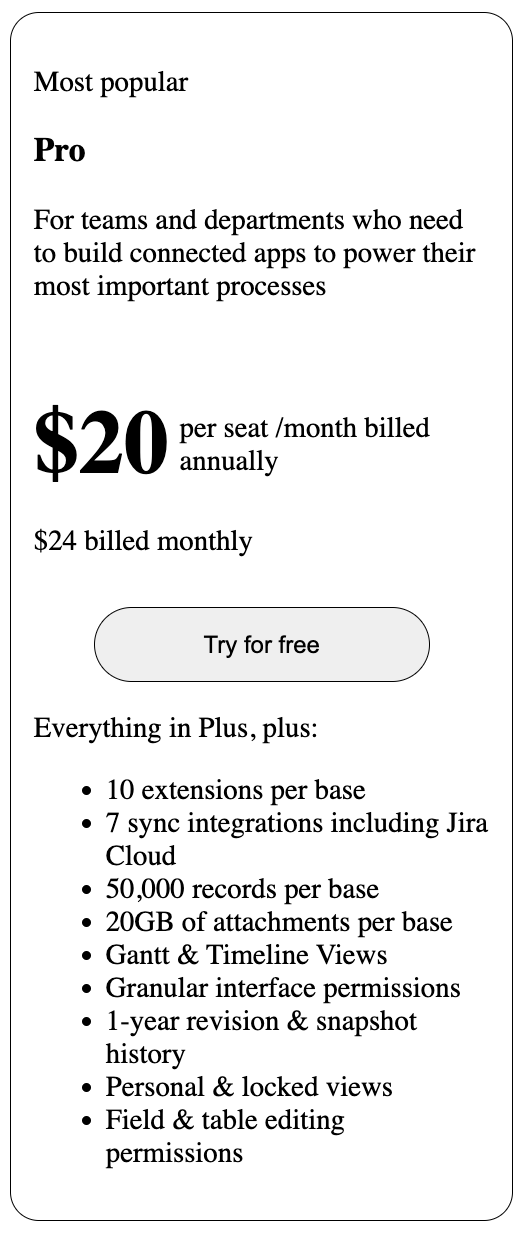 Most popular
Pro
For teams and departments who need
to build connected apps to power their
most important processes
$20 per seat /month billed
annually
$24 billed monthly
Try for free
Everything in Plus, plus:
• 10 extensions per base
• 7 sync integrations including Jira
Cloud
• 50,000 records per base
• 20GB of attachments per base
• Gantt & Timeline Views
• Granular interface permissions
• 1-year revision & snapshot
history
• Personal & locked views
• Field & table editing
permissions